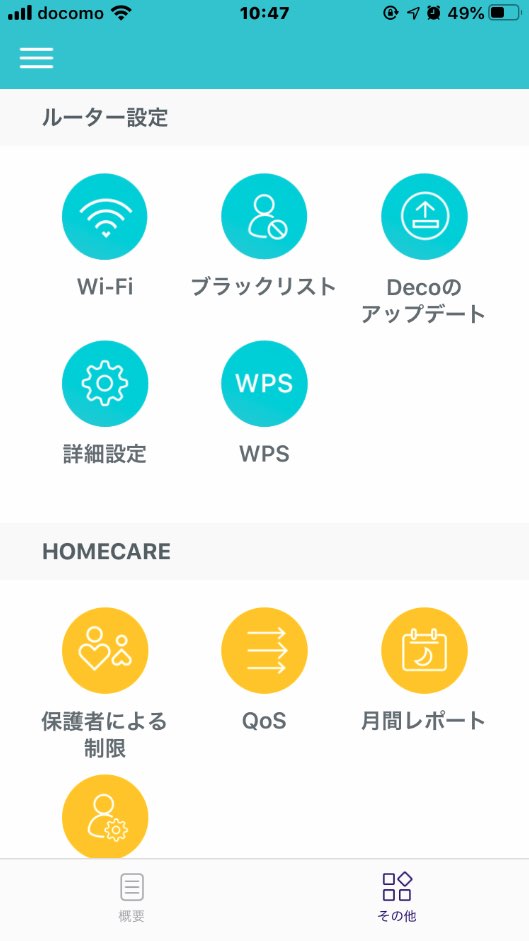 docomo 10:47 49%
ルーター設定
Wi-Fi ブラックリスト Decoの
アップデート
WPS
詳細設定 WPS
HOMECARE
保護者による QoS 月間レポート
制限
概要 その他